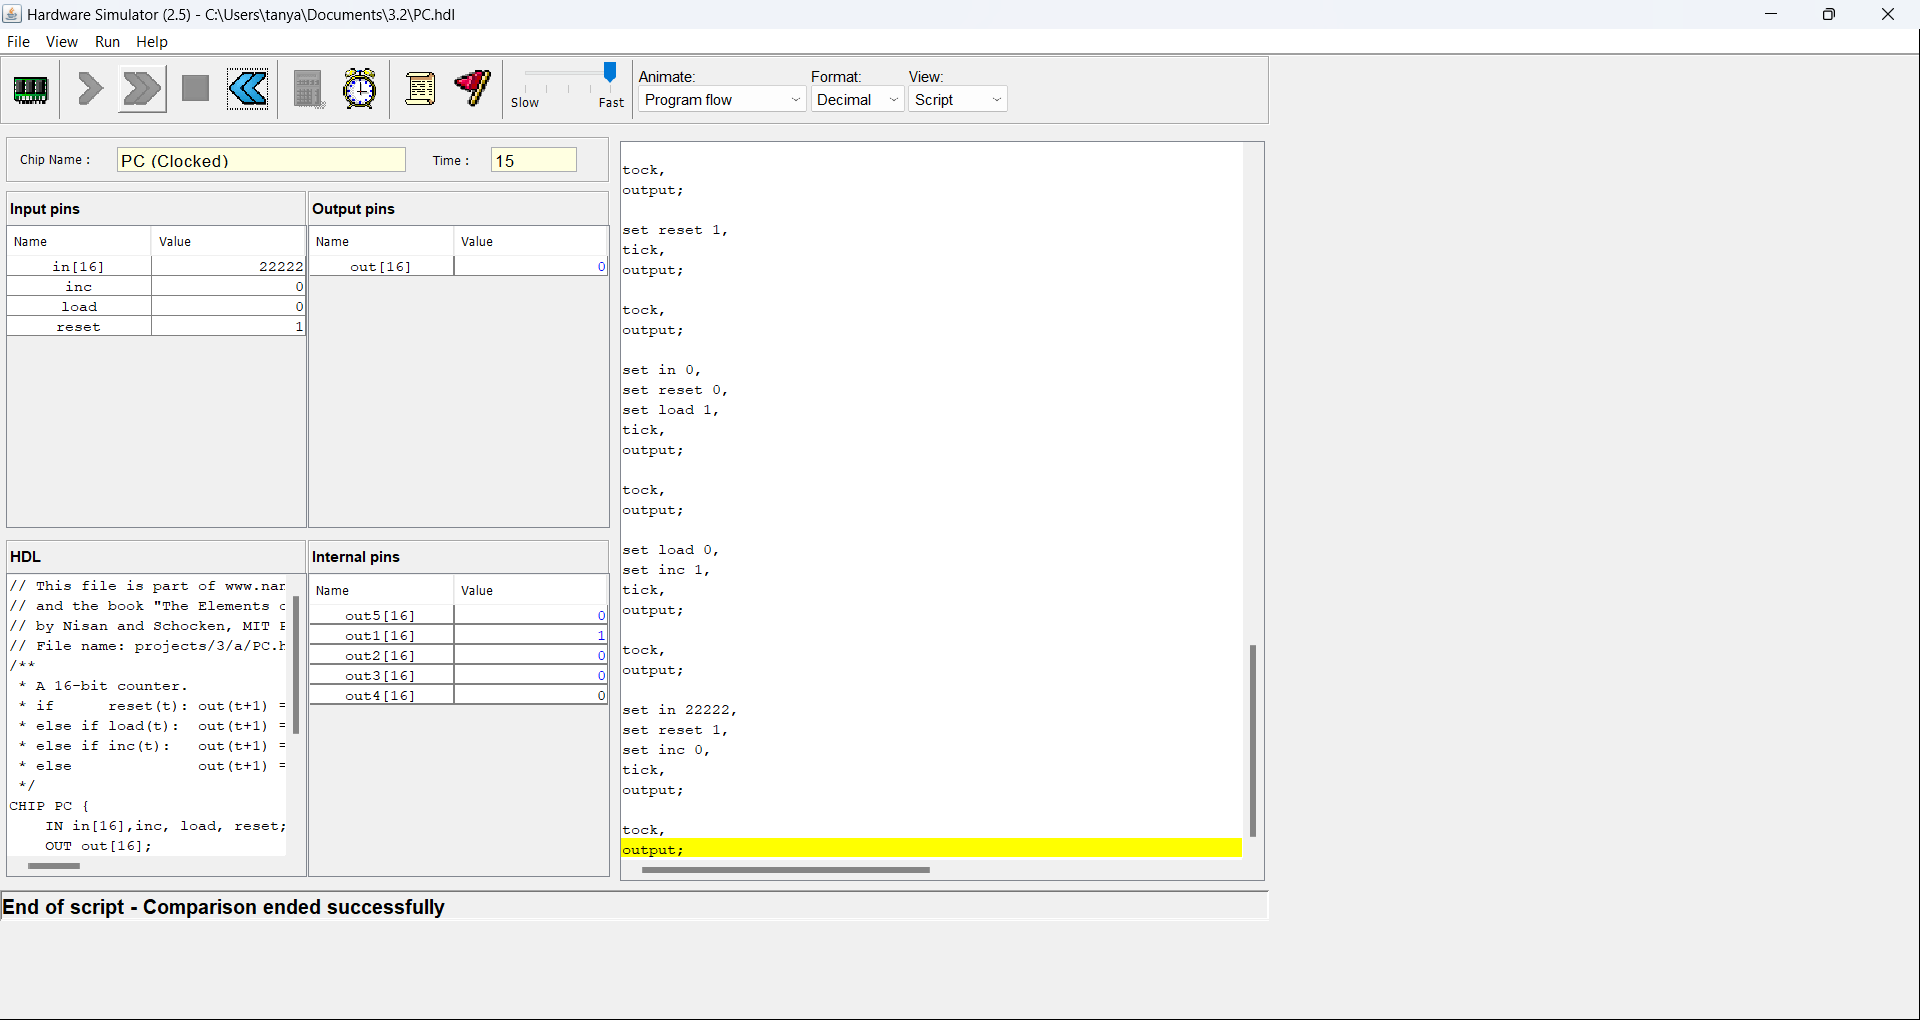 Hardware Simulator (2.5) - C:\Users\tanya\Documents\3.2\PC.hdl
File View Run Help
Slow Fast
Animate: Format: View:
Program flow Decimal Script
Chip Name : PC (Clocked) Time : 15
Input pins
Name Value
in[16] 22222
inc 0
load 0
reset 1
Output pins
Name Value
out[16] 0
HDL
// This file is part of www.nan
// and the book "The Elements
// by Nisan and Schocken, MIT
// File name: projects/3/a/PC.h
/**
* A 16-bit counter.
* if reset(t): out(t+1) =
* else if load(t): out(t+1) =
* else if inc(t): out(t+1) =
* else out(t+1) =
*/
CHIP PC {
IN in[16],inc, load, reset;
OUT out[16];
Internal pins
Name Value
out5[16] 0
out1[16] 1
out2[16] 0
out3[16] 0
out4[16] 0
tock,
output;
set reset 1,
tick,
output;
tock,
output;
set in 0,
set reset 0,
set load 1,
tick,
output;
tock,
output;
set load 0,
set inc 1,
tick,
output;
tock,
output;
set in 22222,
set reset 1,
set inc 0,
tick,
output;
tock,
output;
End of script - Comparison ended successfully